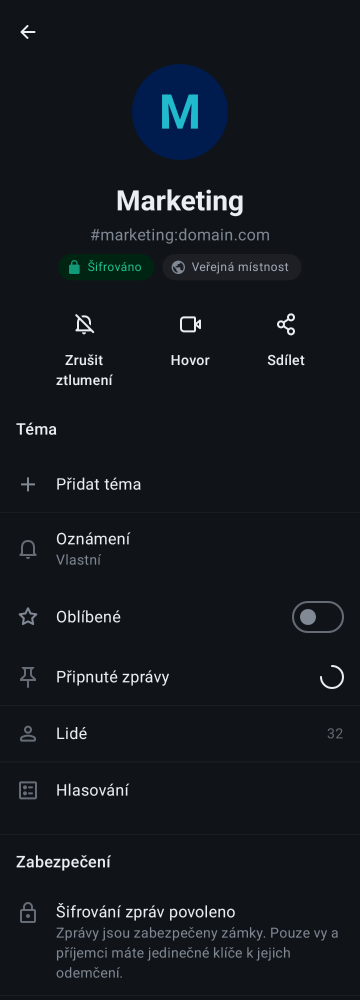 M
Marketing
#marketing:domain.com
Šifrováno
Veřejná místnost
Zrušit
ztlumení
Hovor
Sdílet
Téma
Přidat téma
Oznámení
Vlastní
Oblíbené
Připnuté zprávy
Lidé 32
Hlasování
Zabezpečení
Šifrování zpráv povoleno
Zprávy jsou zabezpečeny zámky. Pouze vy a
příjemci máte jedinečné klíče k jejich
odemčení.